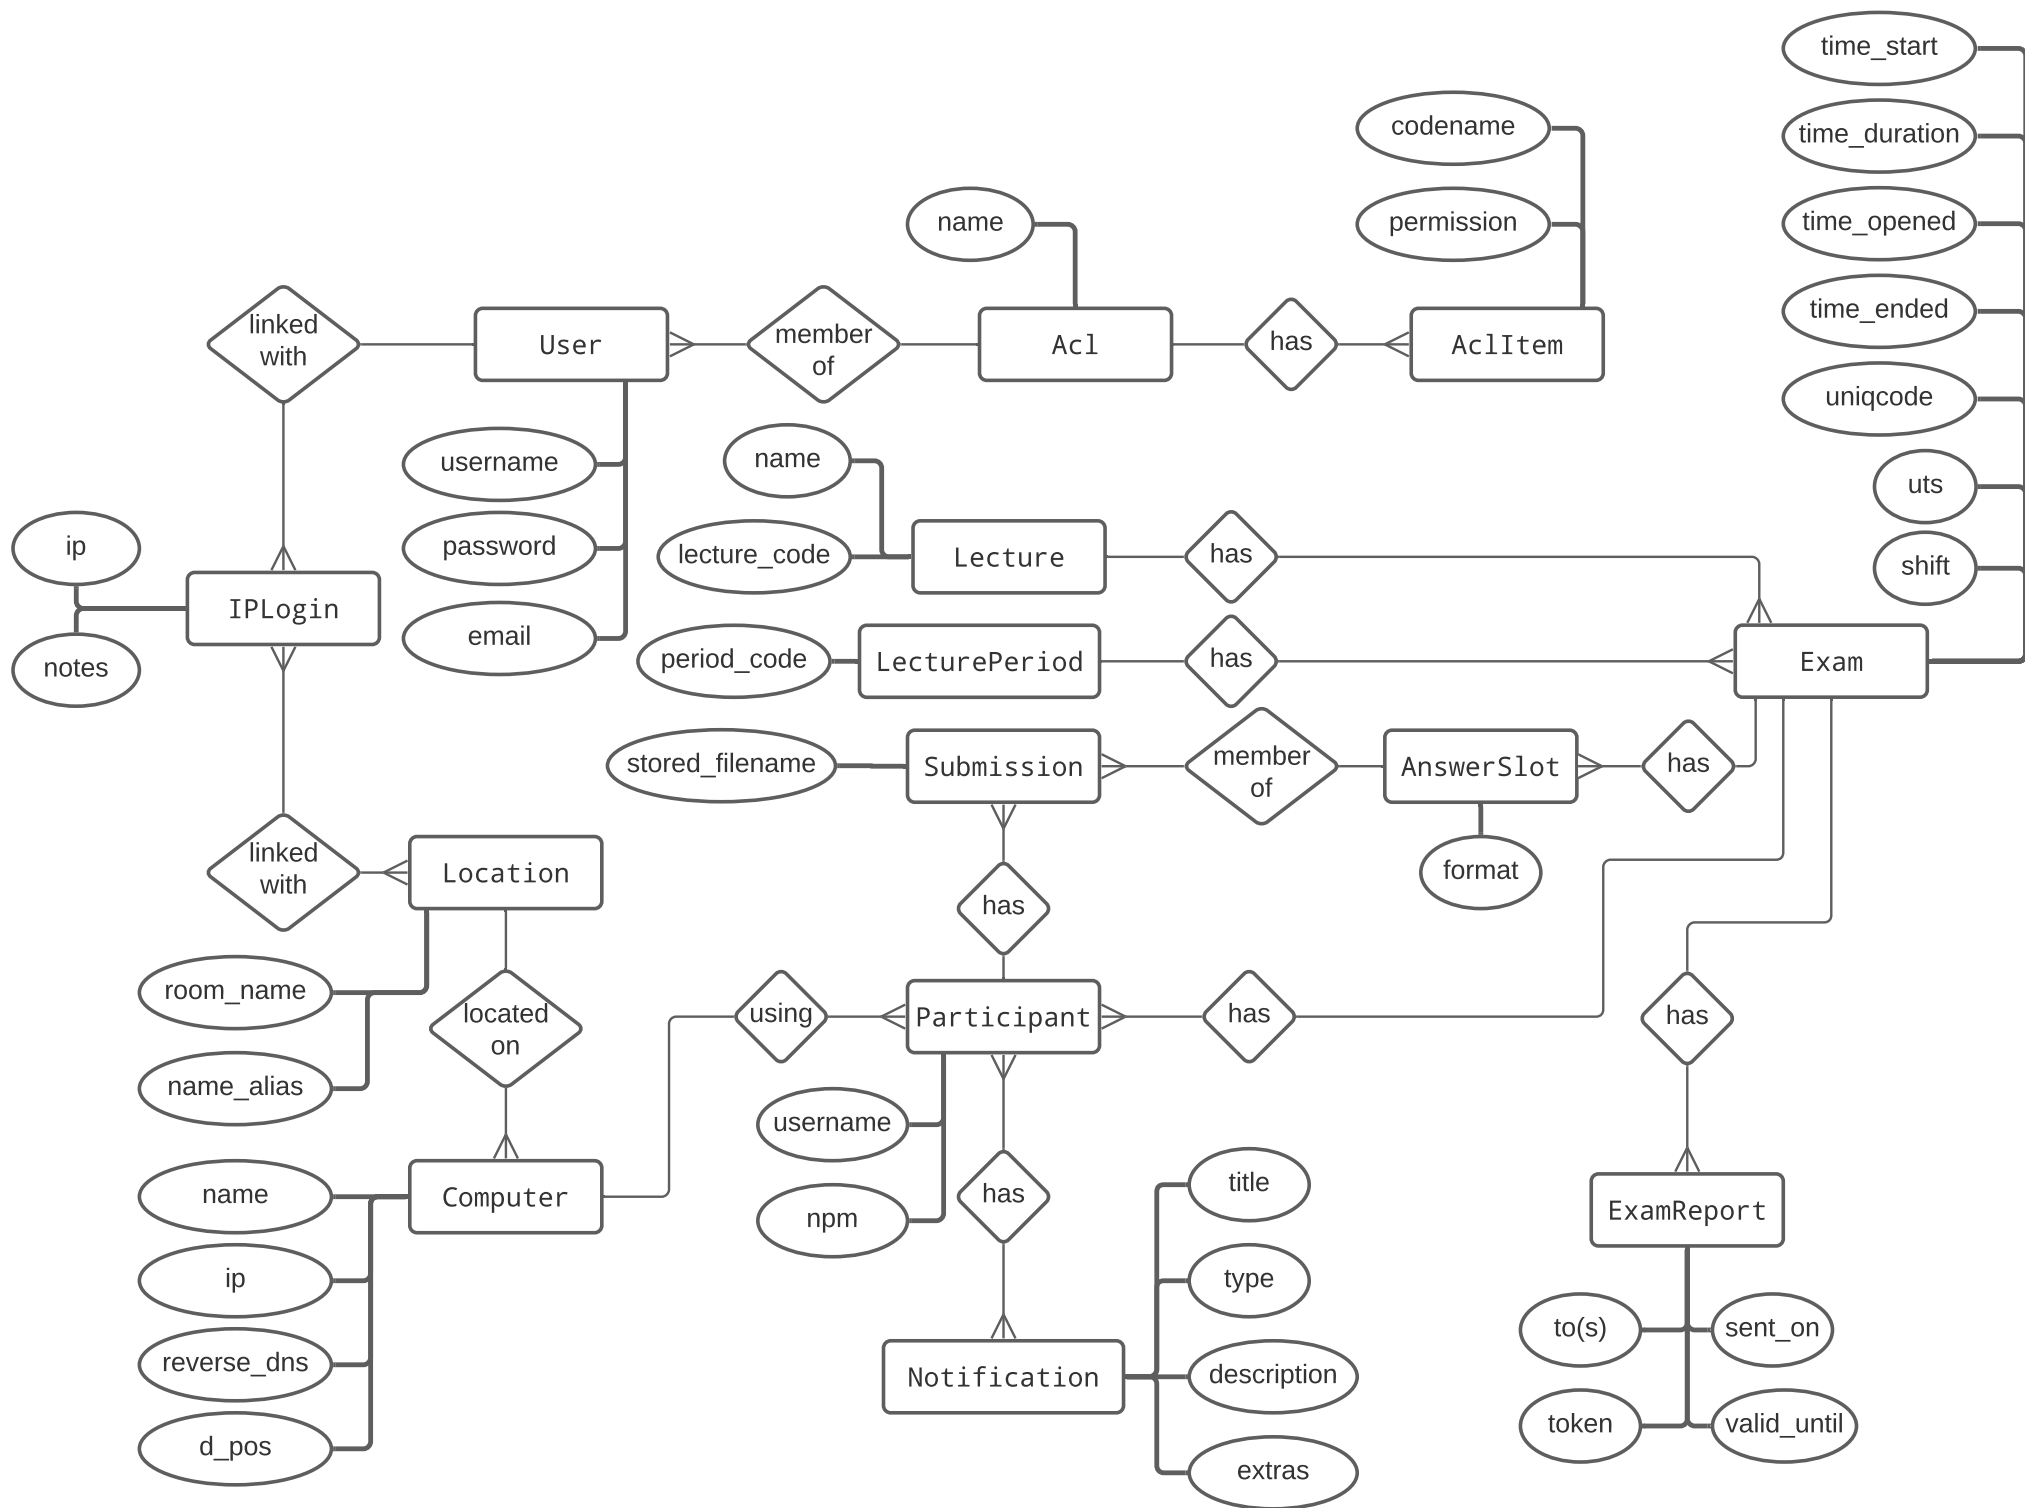 time_start
time_duration
time_opened
time_ended
uniqcode
uts
shift
codename
permission
name
linked
with
User
member
of
Acl
has
AclItem
username
password
email
name
lecture_code
Lecture
has
ip
IPLogin
notes
period_code
LecturePeriod
has
Exam
stored_filename
Submission
member
of
AnswerSlot
has
format
linked
with
Location
has
room_name
name_alias
located
on
using
Participant
has
has
username
npm
has
name
ip
reverse_dns
d_pos
Computer
title
type
description
extras
Notification
ExamReport
to(s)
sent_on
token
valid_until